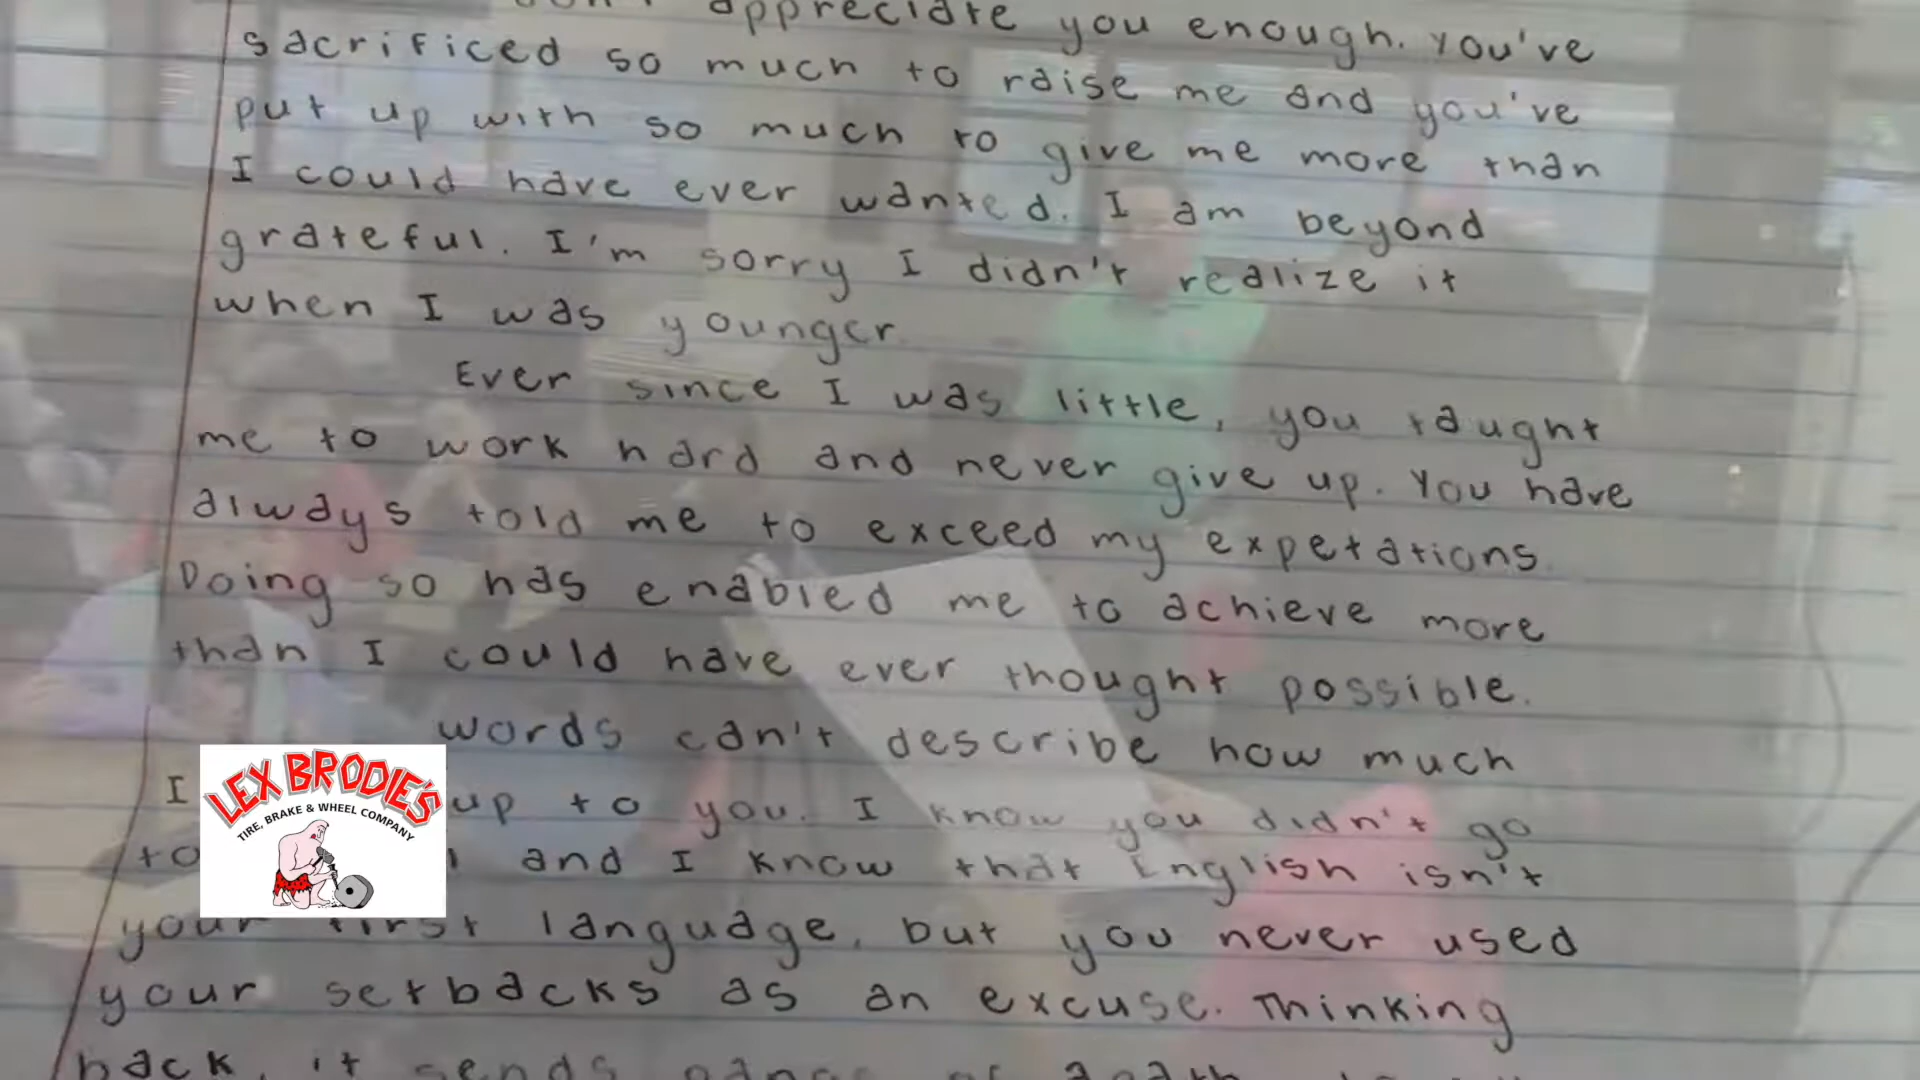 appreciate you enough. You've
sacrificed so much to raise me and you've
put up with so much to give me more than
I could have ever wanted. I am beyond
grateful. I'm sorry I didn't realize it
when I was younger.
Ever since I was little, you taught
me to work hard and never give up. You have
always told me to exceed my expetations.
Doing so has enabled me to achieve more
than I could have ever thought possible.
words can't describe how much
I up to you. I know you didn't go
to and I know that English isn't
your first language, but you never used
your setbacks as an excuse. Thinking
back, it sends
LEX BRODIE'S
TIRE, BRAKE & WHEEL COMPANY